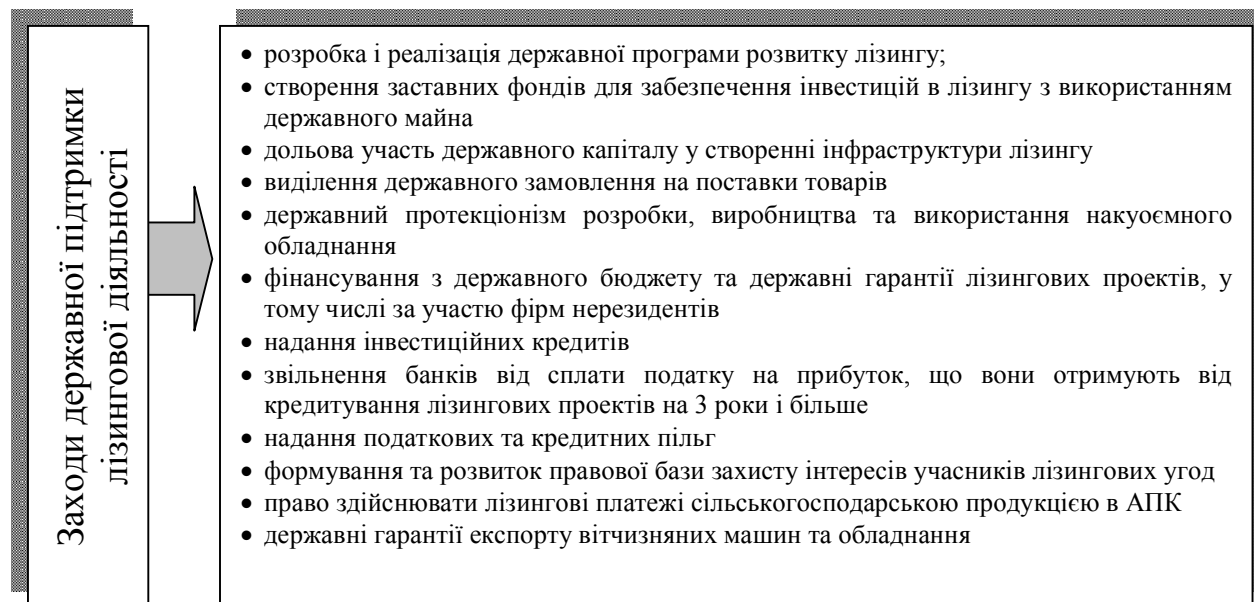 Заходи державної підтримки
лізингової діяльності
• розробка і реалізація державної програми розвитку лізингу;
• створення заставних фондів для забезпечення інвестицій в лізингу з використанням
державного майна
• дольова участь державного капіталу у створенні інфраструктури лізингу
• виділення державного замовлення на поставки товарів
• державний протекціонізм розробки, виробництва та використання накуоємного
обладнання
• фінансування з державного бюджету та державні гарантії лізингових проектів, у
тому числі за участю фірм нерезидентів
• надання інвестиційних кредитів
• звільнення банків від сплати податку на прибуток, що вони отримують від
кредитування лізингових проектів на 3 роки і більше
• надання податкових та кредитних пільг
• формування та розвиток правової бази захисту інтересів учасників лізингових угод
• право здійснювати лізингові платежі сільськогосподарською продукцією в АПК
• державні гарантії експорту вітчизняних машин та обладнання